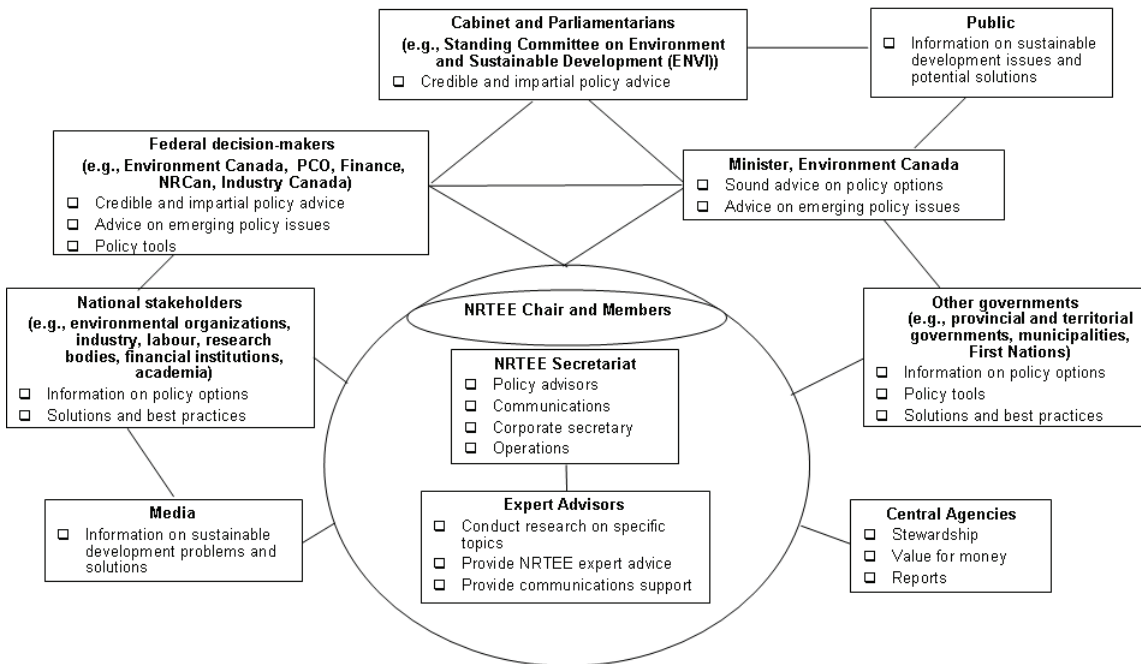 Cabinet and Parliamentarians
(e.g., Standing Committee on Environment
and Sustainable Development (ENVI))
❑ Credible and impartial policy advice
Public
❑ Information on sustainable
development issues and
potential solutions
Federal decision-makers
(e.g., Environment Canada, PCO, Finance,
NRCan, Industry Canada)
❑ Credible and impartial policy advice
❑ Advice on emerging policy issues
❑ Policy tools
Minister, Environment Canada
❑ Sound advice on policy options
❑ Advice on emerging policy issues
National stakeholders
(e.g., environmental organizations,
industry, labour, research
bodies, financial institutions,
academia)
❑ Information on policy options
❑ Solutions and best practices
NRTEE Chair and Members
NRTEE Secretariat
❑ Policy advisors
❑ Communications
❑ Corporate secretary
❑ Operations
Other governments
(e.g., provincial and territorial
governments, municipalities,
First Nations)
❑ Information on policy options
❑ Policy tools
❑ Solutions and best practices
Media
❑ Information on sustainable
development problems and
solutions
Expert Advisors
❑ Conduct research on specific
topics
❑ Provide NRTEE expert advice
❑ Provide communications support
Central Agencies
❑ Stewardship
❑ Value for money
❑ Reports